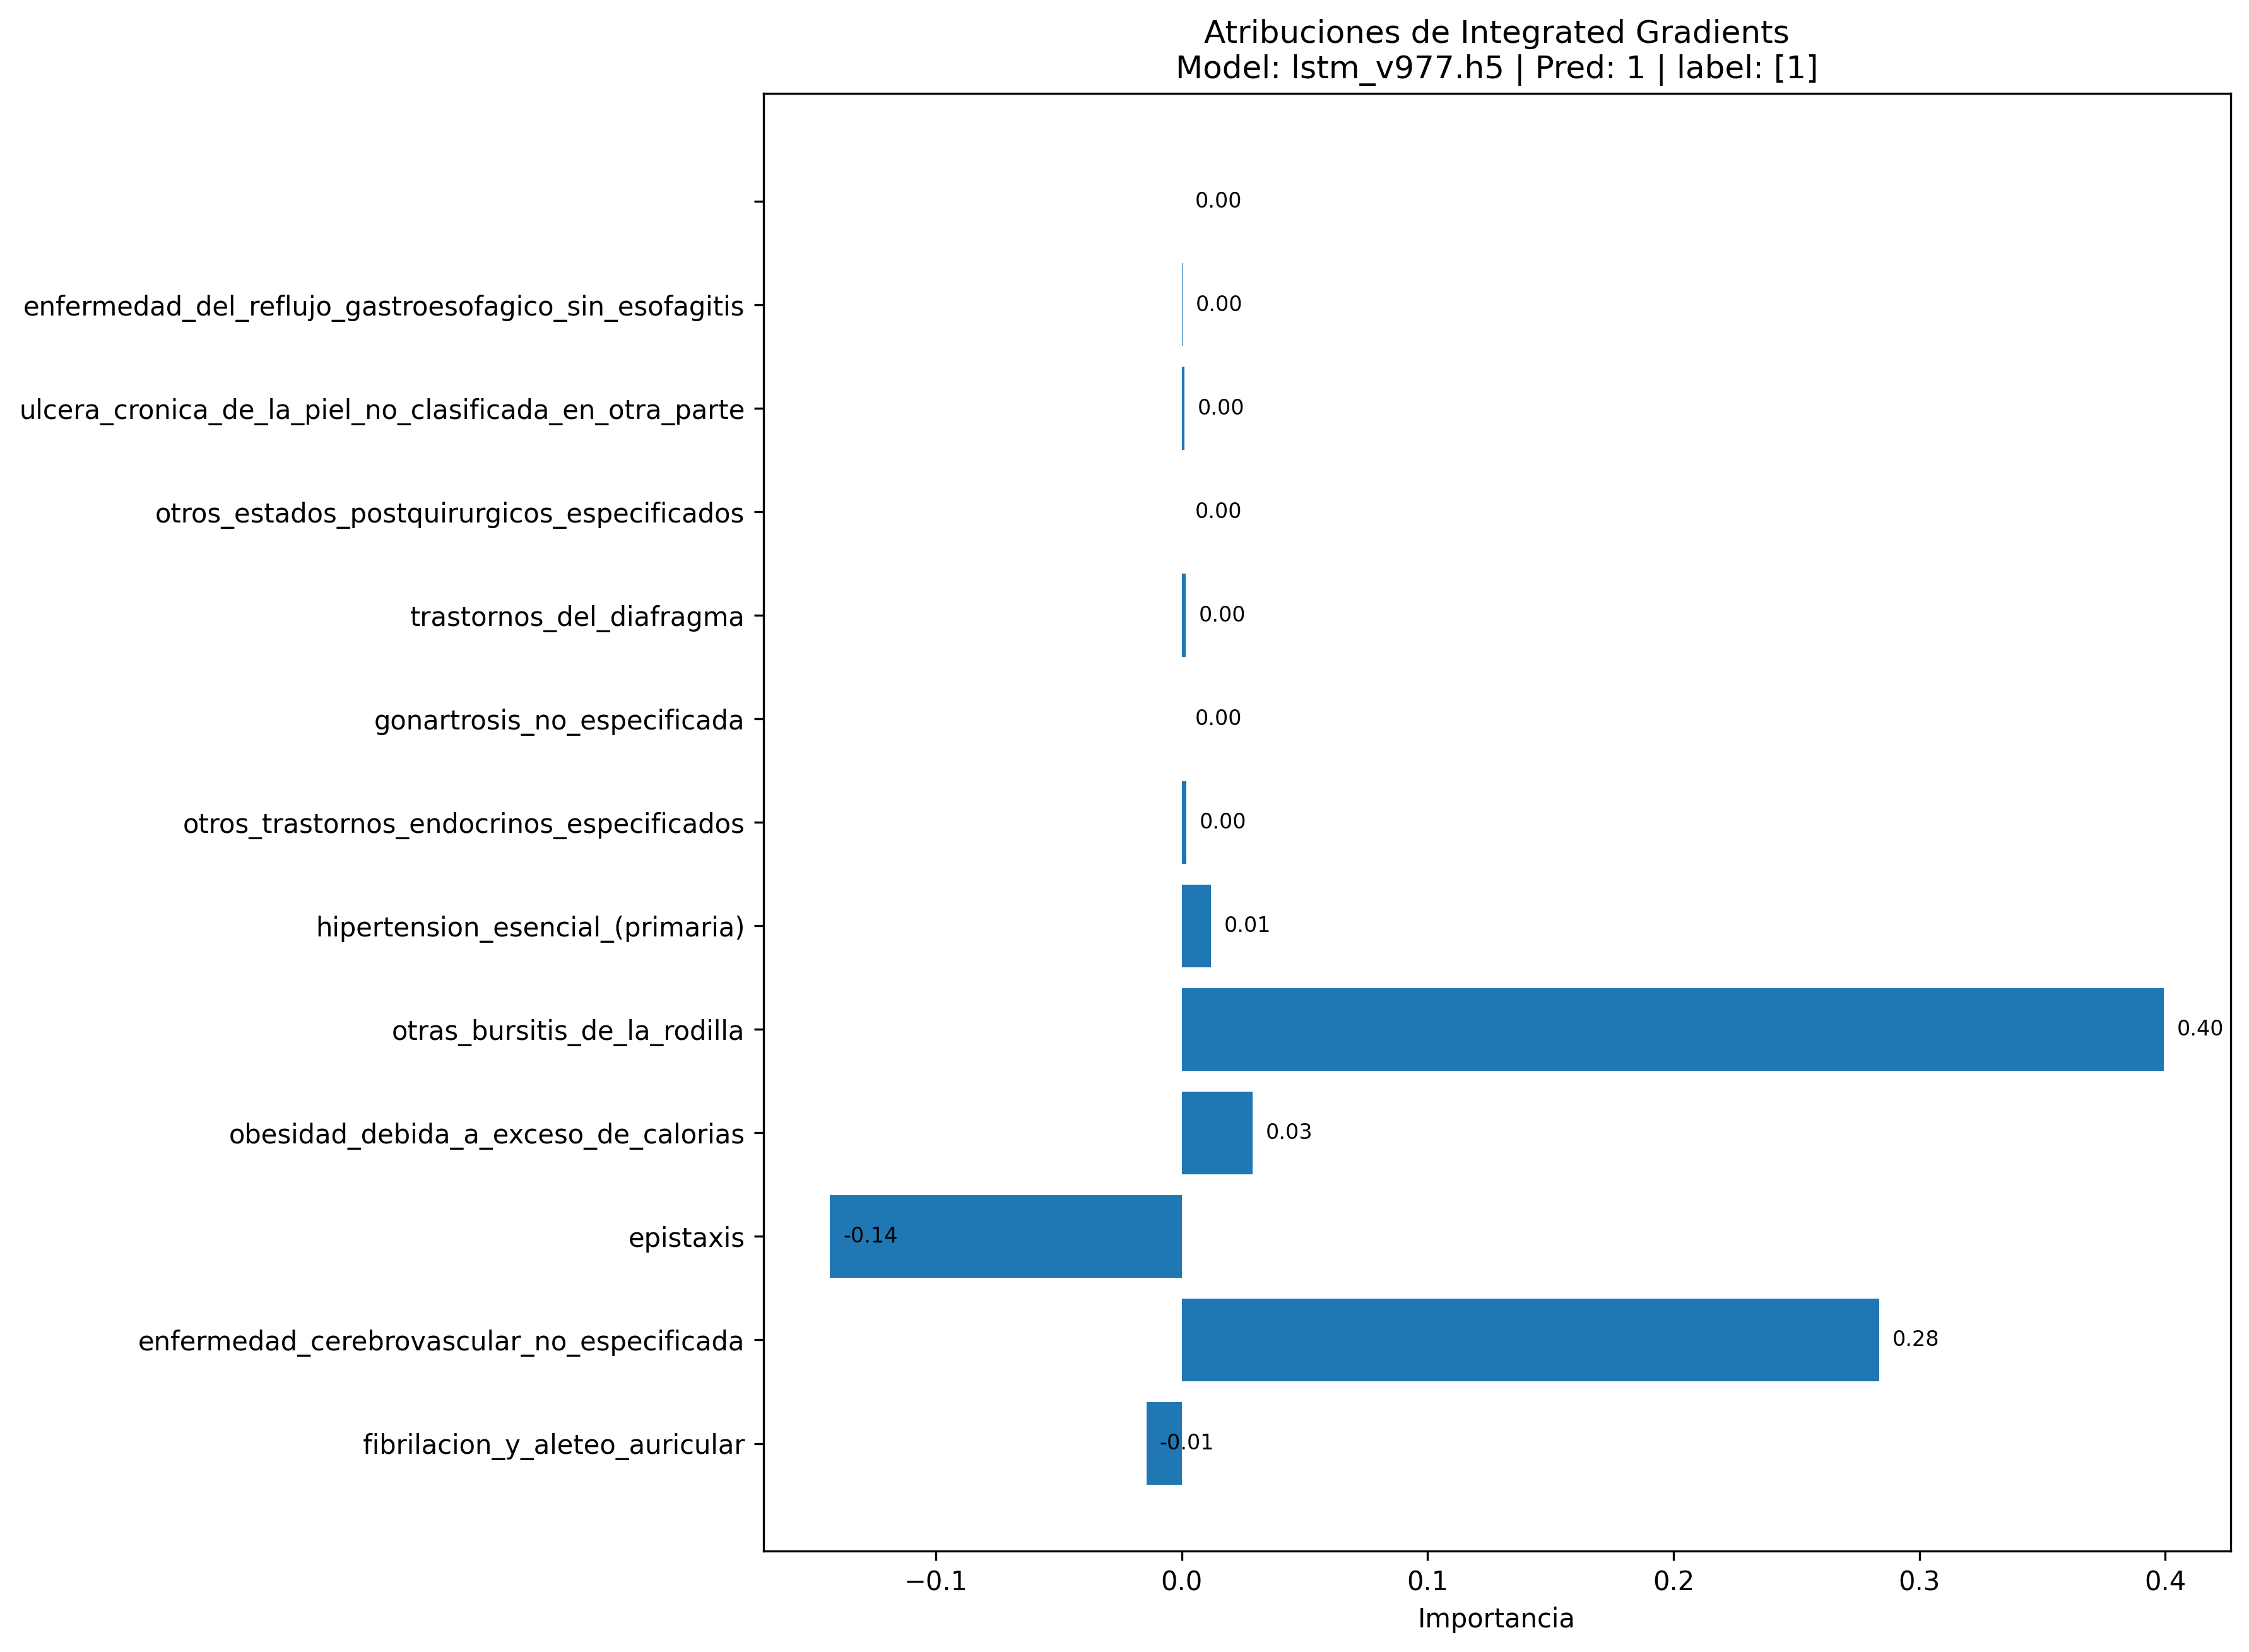 Atribuciones de Integrated Gradients
Model: lstm_v977.h5 | Pred: 1 | label: [1]
0.00
enfermedad_del_reflujo_gastroesofagico_sin_esofagitis 0.00
ulcera_cronica_de_la_piel_no_clasificada_en_otra_parte 0.00
otros_estados_postquirurgicos_especificados 0.00
trastornos_del_diafragma 0.00
gonartrosis_no_especificada 0.00
otros_trastornos_endocrinos_especificados 0.00
hipertension_esencial_(primaria) 0.01
otras_bursitis_de_la_rodilla 0.40
obesidad_debida_a_exceso_de_calorias 0.03
epistaxis -0.14
enfermedad_cerebrovascular_no_especificada 0.28
fibrilacion_y_aleteo_auricular -0.01
−0.1 0.0 0.1 0.2 0.3 0.4
Importancia